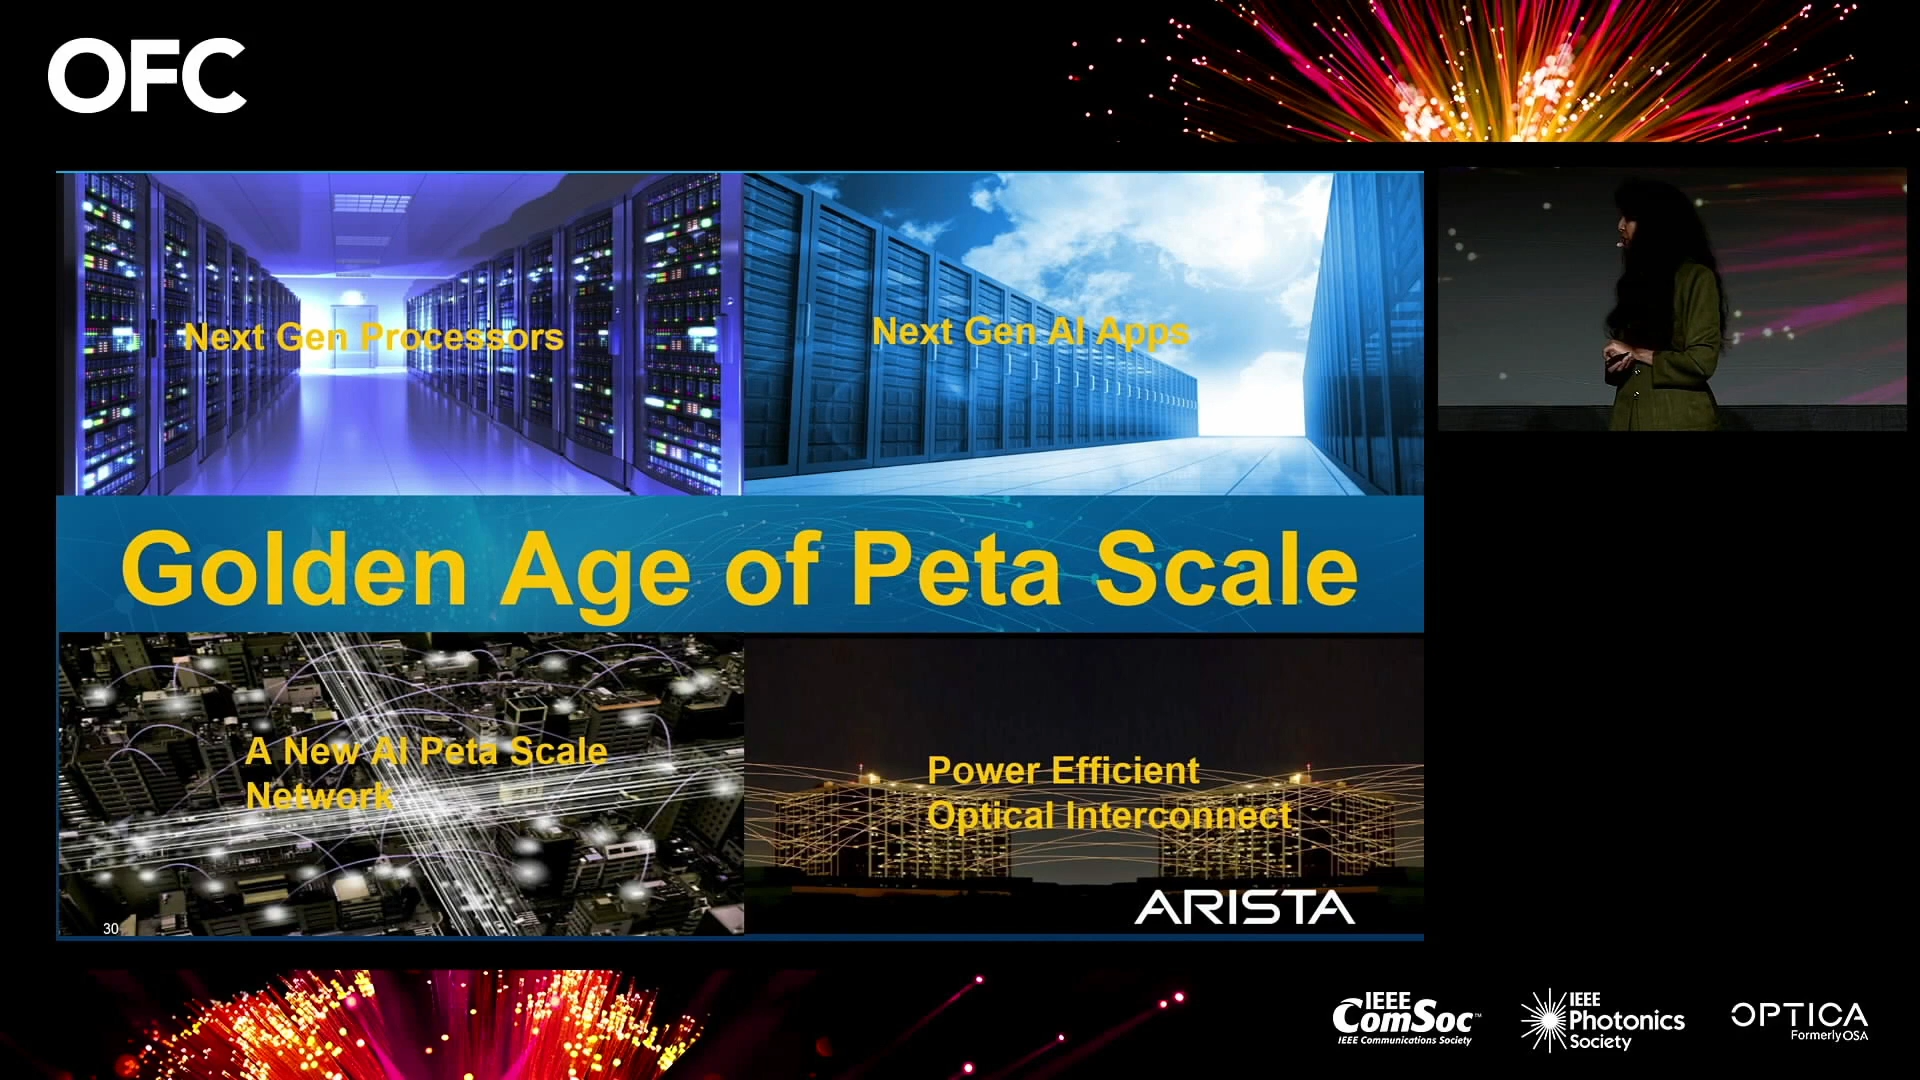 OFC
Next Gen Processors
Next Gen AI Apps
Golden Age of Peta Scale
A New AI Peta Scale
Network
Power Efficient
Optical Interconnect
ARISTA
30
IEEE
ComSoc™
IEEE Communications Society
IEEE
Photonics
Society
OPTICA
Formerly OSA